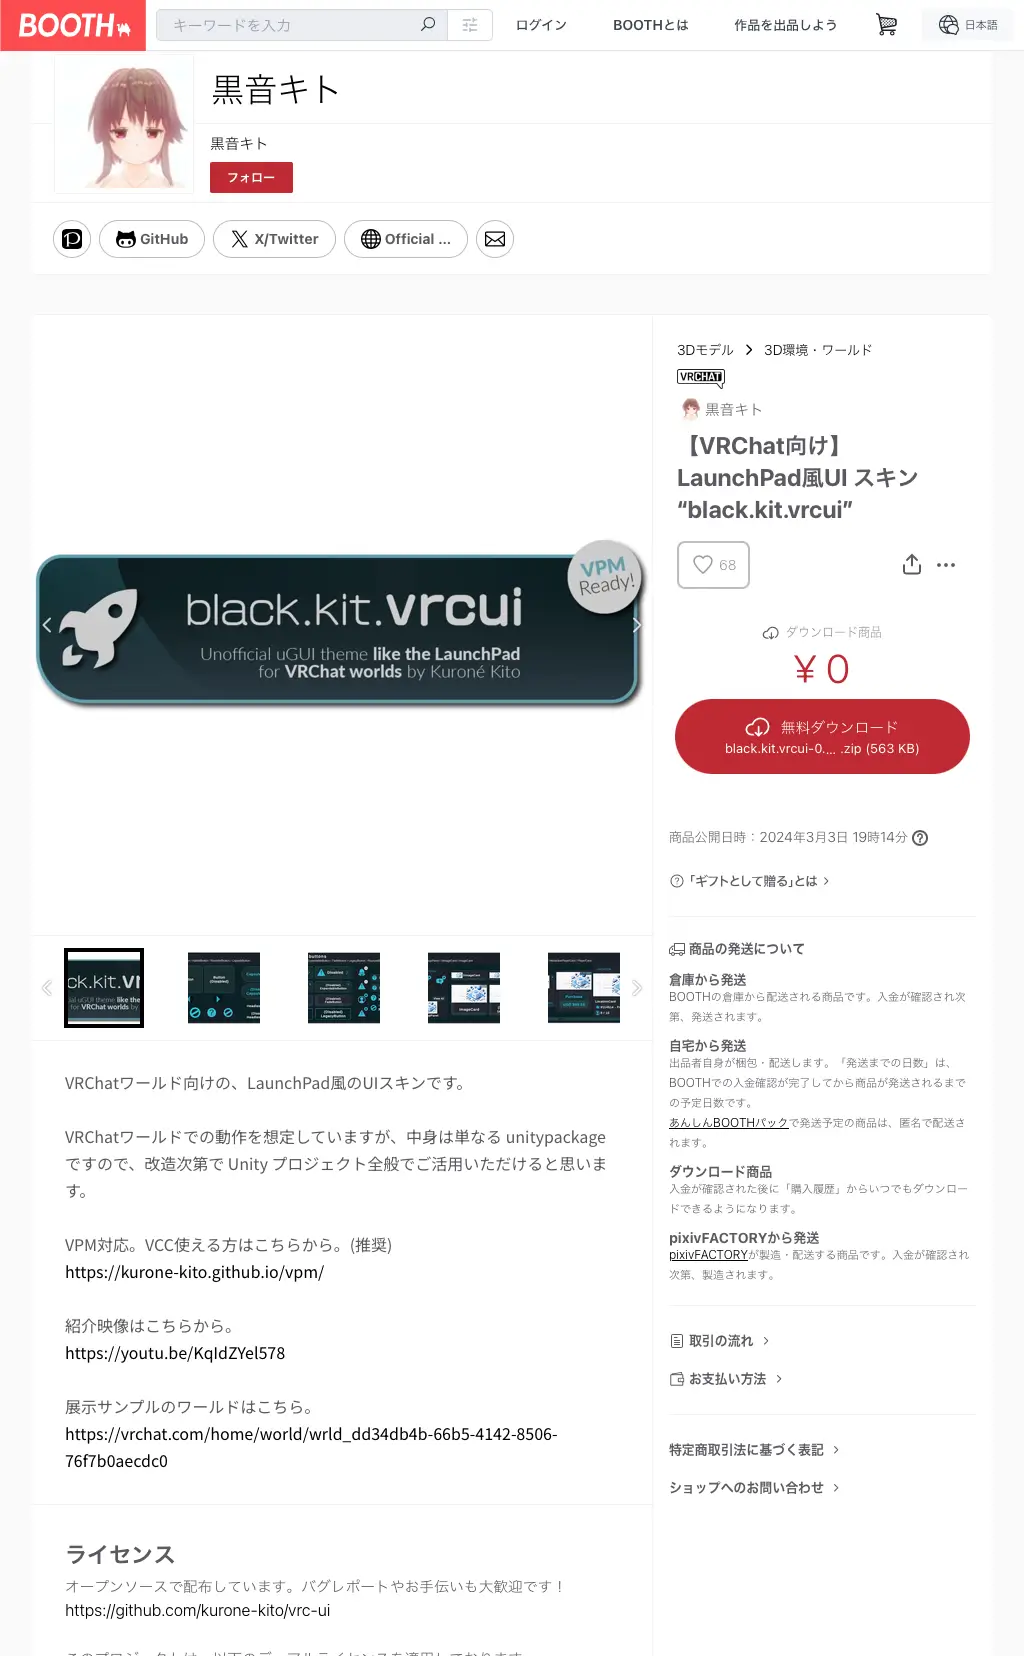 BOOTH
キーワードを入力
ログイン
BOOTHとは
作品を出品しよう
日本語
黒音キト
黒音キト
フォロー
GitHub
X/Twitter
Official ...
black.kit.vrcui
Unofficial uGUI theme like the LaunchPad
for VRChat worlds by Kuroné Kito
VPM
Ready!
VRChatワールド向けの、LaunchPad風のUIスキンです。
VRChatワールドでの動作を想定していますが、中身は単なる unitypackage
ですので、改造次第で Unity プロジェクト全般でご活用いただけると思いま
す。
VPM対応。VCC使える方はこちらから。(推奨)
https://kurone-kito.github.io/vpm/
紹介映像はこちらから。
https://youtu.be/KqIdZYel578
展示サンプルのワールドはこちら。
https://vrchat.com/home/world/wrld_dd34db4b-66b5-4142-8506-
76f7b0aecdc0
ライセンス
オープンソースで配布しています。バグレポートやお手伝いも大歓迎です！
https://github.com/kurone-kito/vrc-ui
3Dモデル
3D環境・ワールド
VRCHAT
黒音キト
【VRChat向け】
LaunchPad風UI スキン
“black.kit.vrcui”
68
ダウンロード商品
¥ 0
無料ダウンロード
black.kit.vrcui-0.... .zip (563 KB)
商品公開日時：2024年3月3日 19時14分
「ギフトとして贈る」とは
商品の発送について
倉庫から発送
BOOTHの倉庫から配送される商品です。入金が確認され次
第、発送されます。
自宅から発送
出品者自身が梱包・配送します。「発送までの日数」は、
BOOTHでの入金確認が完了してから商品が発送されるまで
の予定日数です。
あんしんBOOTHパックで発送予定の商品は、匿名で配送さ
れます。
ダウンロード商品
入金が確認された後に「購入履歴」からいつでもダウンロー
ドできるようになります。
pixivFACTORYから発送
pixivFACTORYが製造・配送する商品です。入金が確認され
次第、製造されます。
取引の流れ
お支払い方法
特定商取引法に基づく表記
ショップへのお問い合わせ